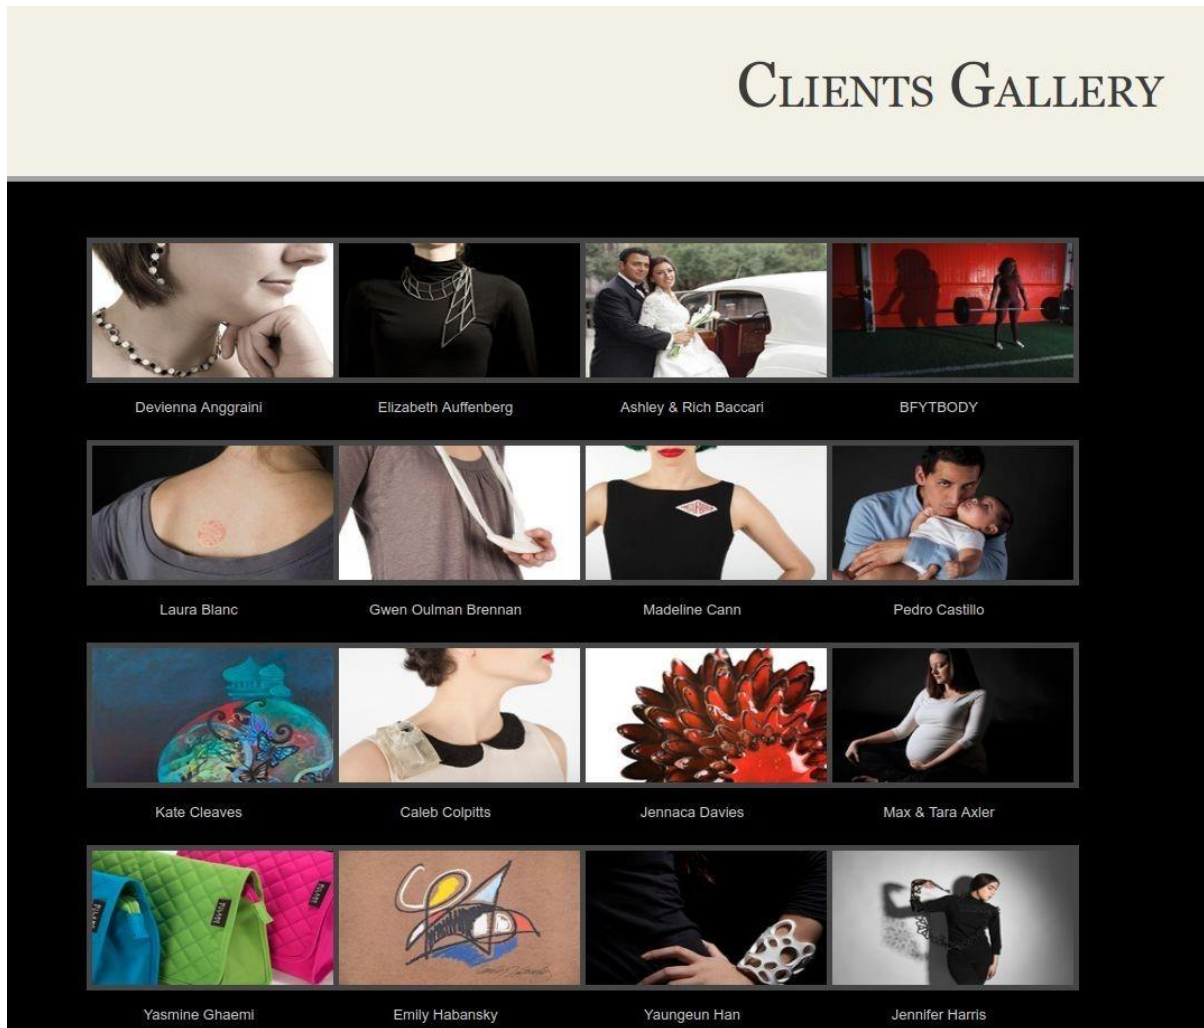 CLIENTS GALLERY
Devienna Anggraini
Elizabeth Auffenberg
Ashley & Rich Baccari
BFYTBODY
Laura Blanc
Gwen Oulman Brennan
Madeline Cann
Pedro Castillo
Kate Cleaves
Caleb Colpitts
Jennaca Davies
Max & Tara Axler
Yasmine Ghaemi
Emily Habansky
Yaungeun Han
Jennifer Harris